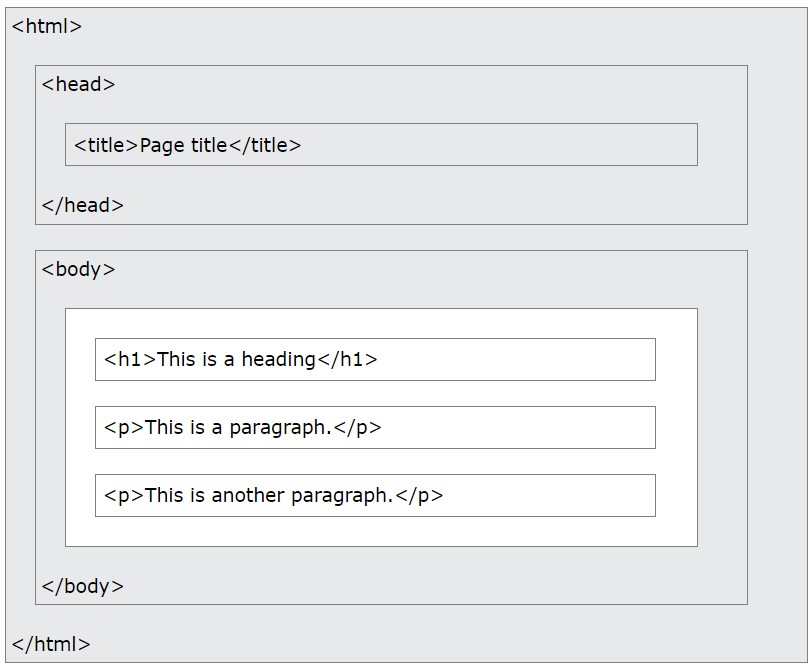 <html>
<head>
<title>Page title</title>
</head>
<body>
<h1>This is a heading</h1>
<p>This is a paragraph.</p>
<p>This is another paragraph.</p>
</body>
</html>